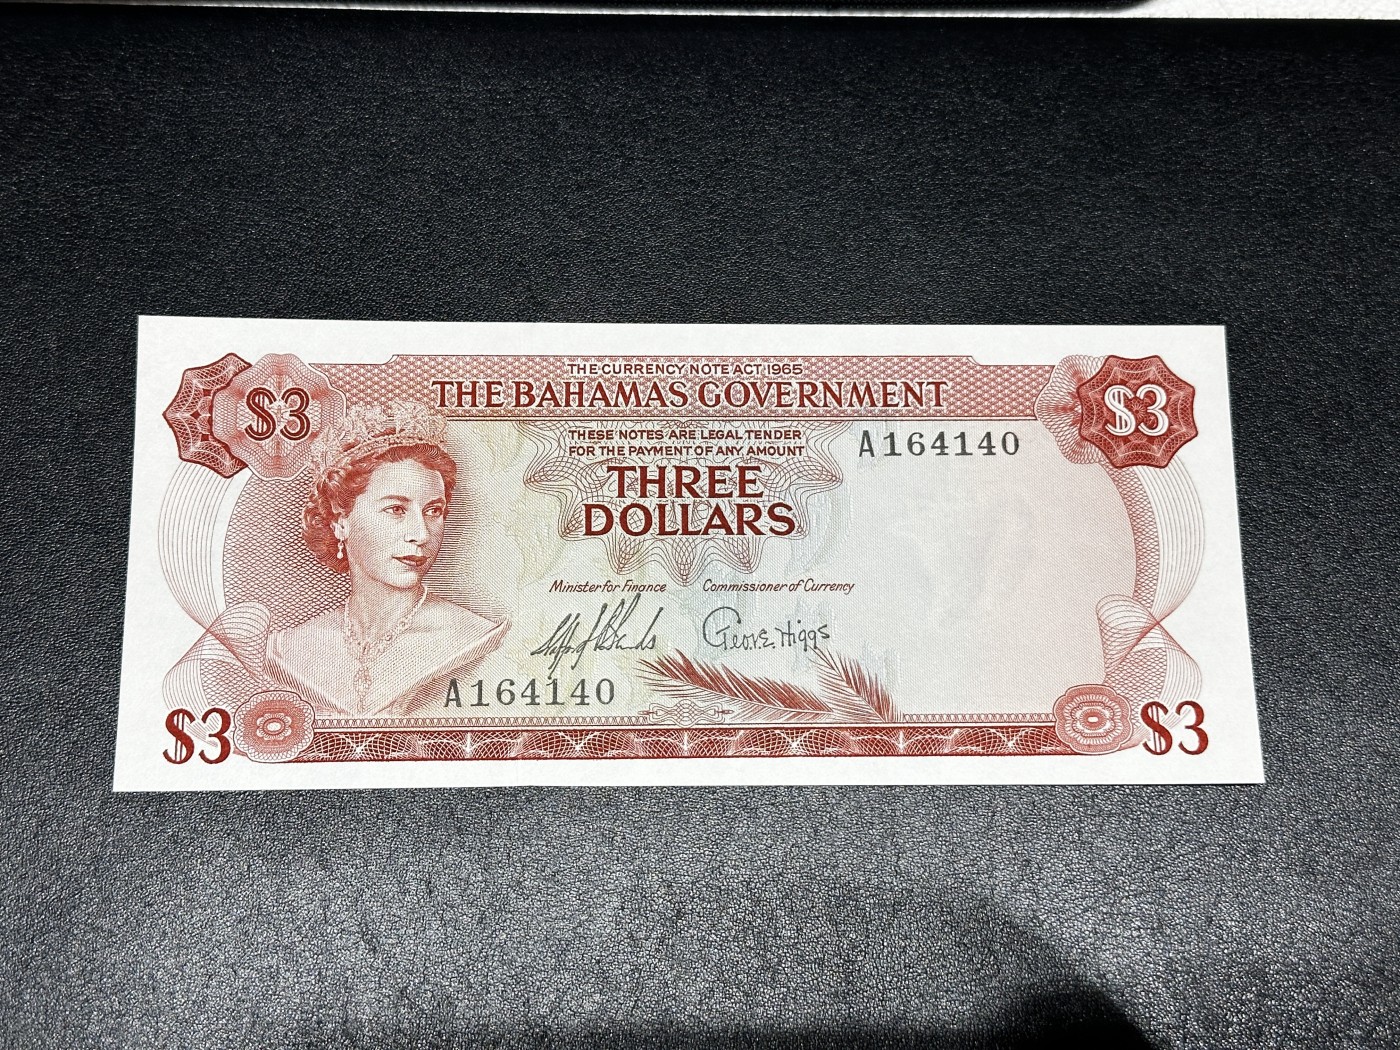 THE CURRENCY NOTE ACT 1965
$3
THE BAHAMAS GOVERNMENT
$3
THESE NOTES ARE LEGAL TENDER
FOR THE PAYMENT OF ANY AMOUNT
A164140
THREE
DOLLARS
Minister for Finance
Commissioner of Currency
Geo. E. Higgs
A164140
$3
$3